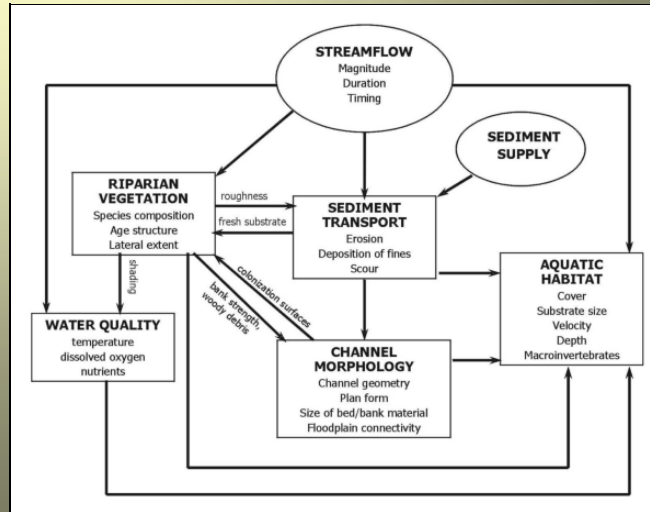 STREAMFLOW
Magnitude
Duration
Timing
SEDIMENT
SUPPLY
RIPARIAN
VEGETATION
Species composition
Age structure
Lateral extent
roughness
fresh substrate
SEDIMENT
TRANSPORT
Erosion
Deposition of fines
Scour
shading
bank strength,
woody debris
colonization surfaces
AQUATIC
HABITAT
Cover
Substrate size
Velocity
Depth
Macroinvertebrates
WATER QUALITY
temperature
dissolved oxygen
nutrients
CHANNEL
MORPHOLOGY
Channel geometry
Plan form
Size of bed/bank material
Floodplain connectivity